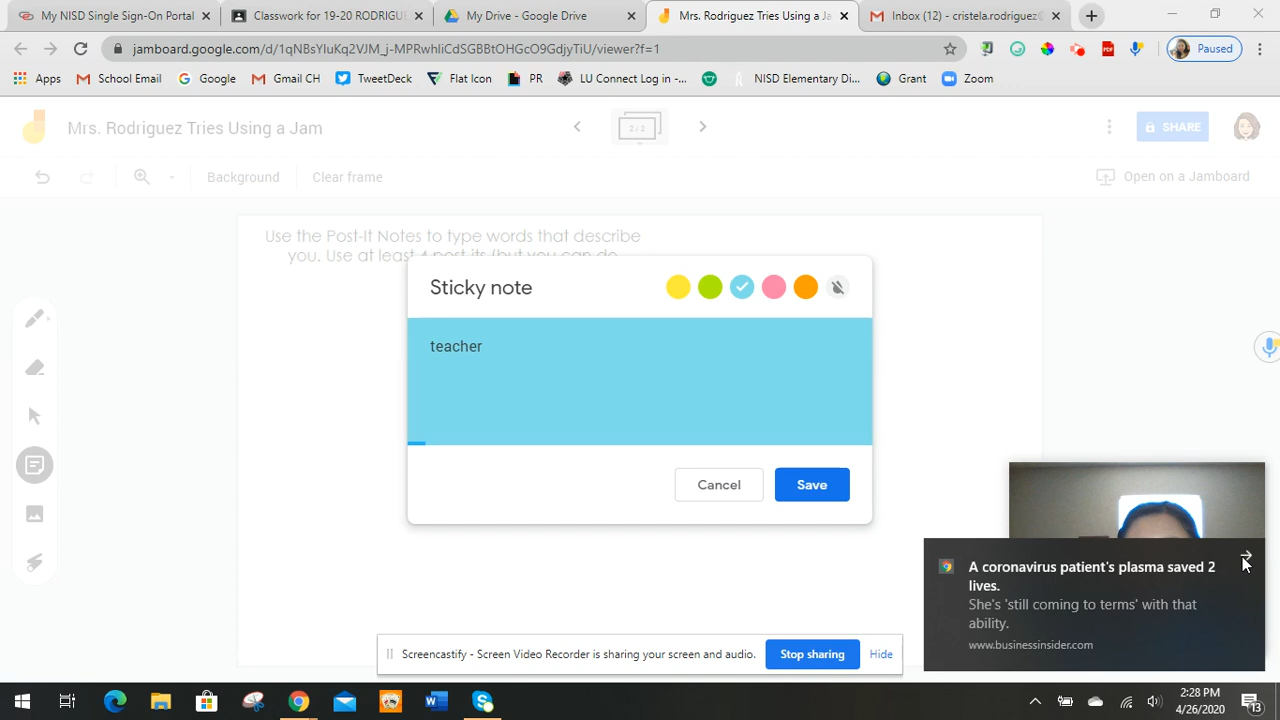 My NISD Single Sign-On Portal
Classwork for 19-20 RODRIGU
My Drive - Google Drive
Mrs. Rodriguez Tries Using a Ja
Inbox (12) - cristela.rodriguez@
jamboard.google.com/d/1qNBsYIuKq2VJM_j-MPRwhIiCdSGBBtOHGcO9GdjyTiU/viewer?f=1
Paused
Apps
School Email
Google
Gmail CH
TweetDeck
Flat Icon
PR
LU Connect Log in -...
NISD Elementary Di...
Grant
Zoom
Mrs. Rodriguez Tries Using a Jam
2 / 2
SHARE
Background
Clear frame
Open on a Jamboard
Use the Post-It Notes to type words that describe
you. Use at least 4 post its (but you can do
Sticky note
teacher
Cancel
Save
A coronavirus patient's plasma saved 2
lives.
She's 'still coming to terms' with that
ability.
www.businessinsider.com
Screencastify - Screen Video Recorder is sharing your screen and audio.
Stop sharing
Hide
2:28 PM
4/26/2020
13